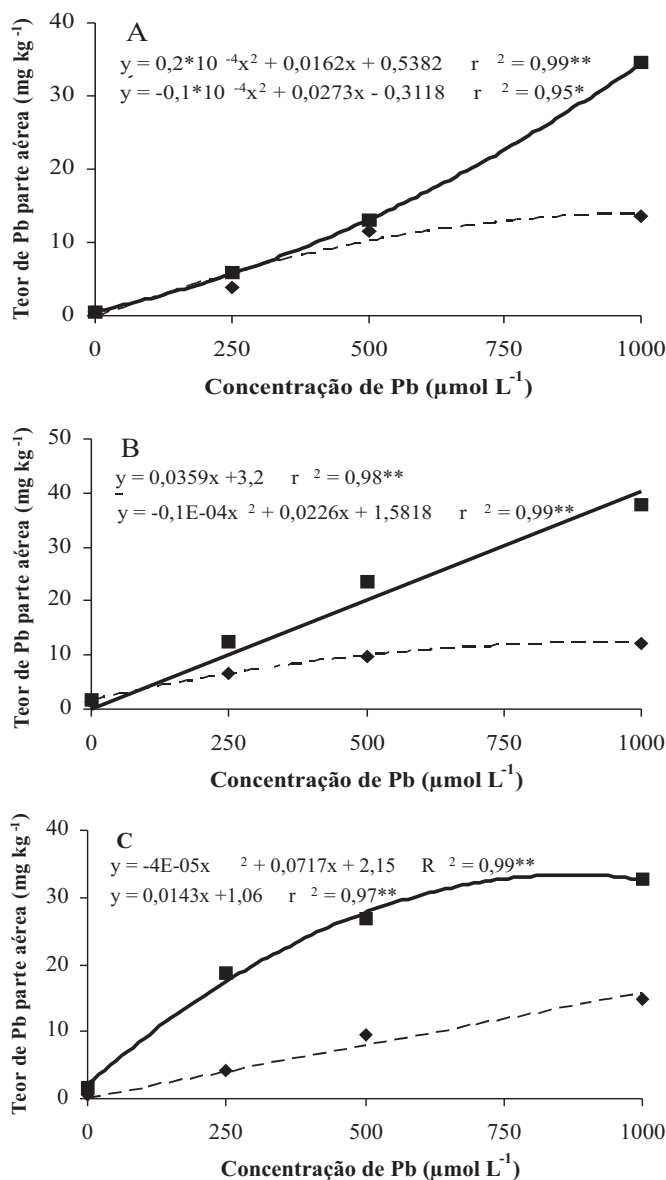 A
y = 0,2*10 -4x2 + 0,0162x + 0,5382 r 2 = 0,99**
y = -0,1*10 -4x2 + 0,0273x - 0,3118 r 2 = 0,95*
Teor de Pb parte aérea (mg kg-1)
40
30
20
10
0
0 250 500 750 1000
Concentração de Pb (µmol L-1)
B
y = 0,0359x +3,2 r 2 = 0,98**
y = -0,1E-04x 2 + 0,0226x + 1,5818 r 2 = 0,99**
Teor de Pb parte aérea (mg kg-1)
50
40
30
20
10
0
0 250 500 750 1000
Concentração de Pb (µmol L-1)
C
y = -4E-05x 2 + 0,0717x + 2,15 R 2 = 0,99**
y = 0,0143x +1,06 r 2 = 0,97**
Teor de Pb parte aérea (mg kg-1)
40
30
20
10
0
0 250 500 750 1000
Concentração de Pb (µmol L-1)